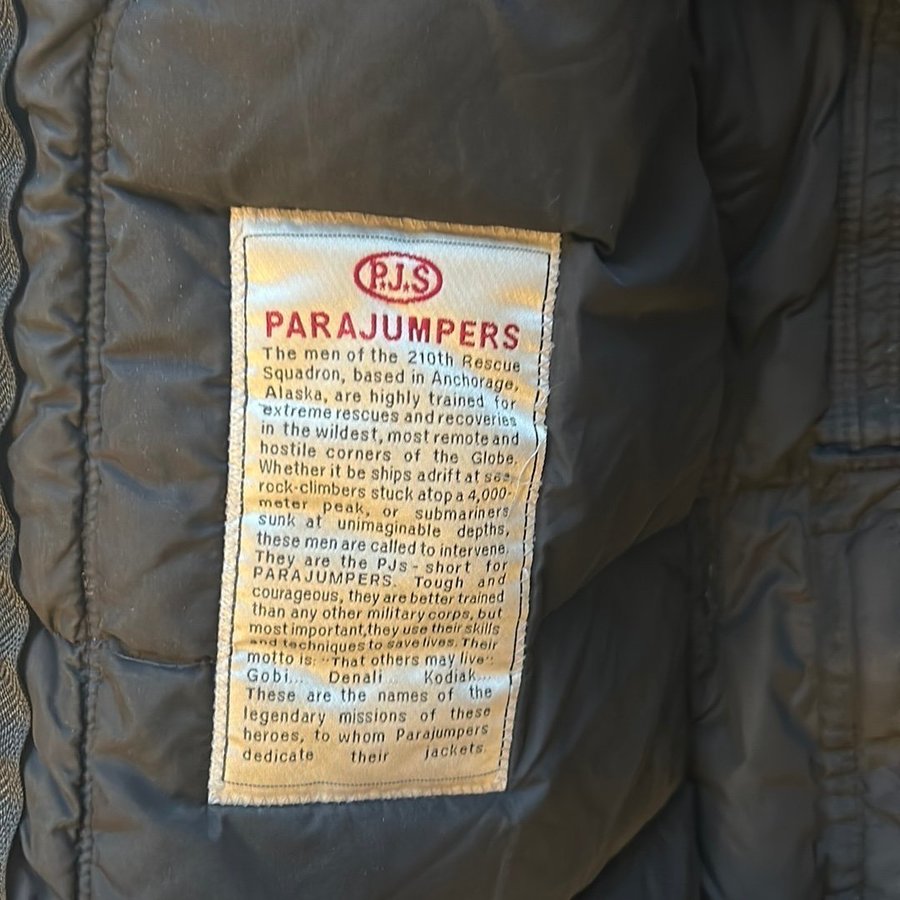 P.J.S
PARAJUMPERS
The men of the 210th Rescue
Squadron, based in Anchorage,
Alaska, are highly trained for
extreme rescues and recoveries
in the wildest, most remote and
hostile corners of the Globe.
Whether it be ships adrift at sea,
rock-climbers stuck atop a 4,000-
meter peak, or submariners
sunk at unimaginable depths,
these men are called to intervene.
They are the PJs - short for
PARAJUMPERS. Tough and
courageous, they are better trained
than any other military corps, but
most important, they use their skills
and techniques to save lives. Their
motto is: "That others may live".
Gobi... Denali... Kodiak...
These are the names of the
legendary missions of these
heroes, to whom Parajumpers
dedicate their jackets.